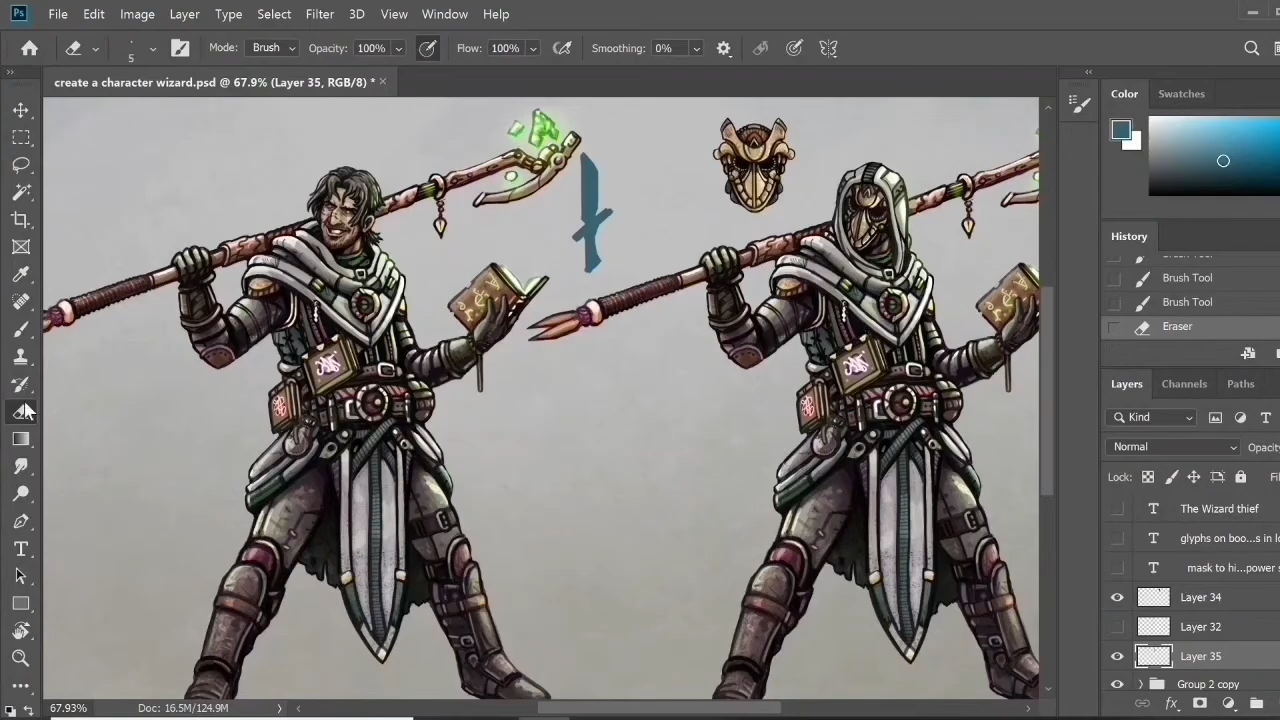 Ps File Edit Image Layer Type Select Filter 3D View Window Help
5 Mode: Brush Opacity: 100% Flow: 100% Smoothing: 0%
create a character wizard.psd @ 67.9% (Layer 35, RGB/8) *
Color Swatches
History
Brush Tool
Brush Tool
Eraser
Layers Channels Paths
Kind
Normal Opacity
Lock:
The Wizard thief
glyphs on boo...s in
mask to hi...power
Layer 34
Layer 32
Layer 35
Group 2 copy
67.93% Doc: 16.5M/124.9M